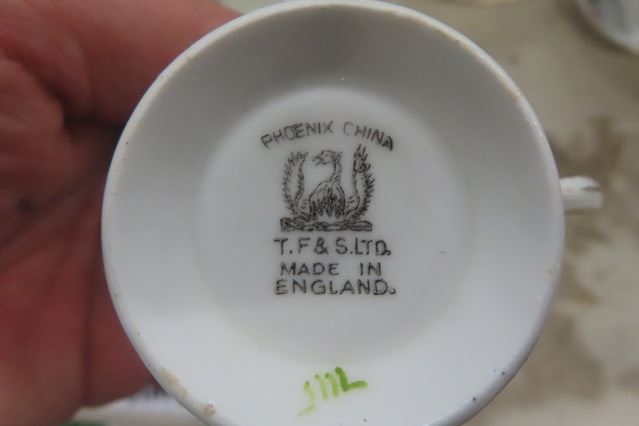 PHOENIX CHINA
T. F & S. LTD.
MADE IN
ENGLAND.